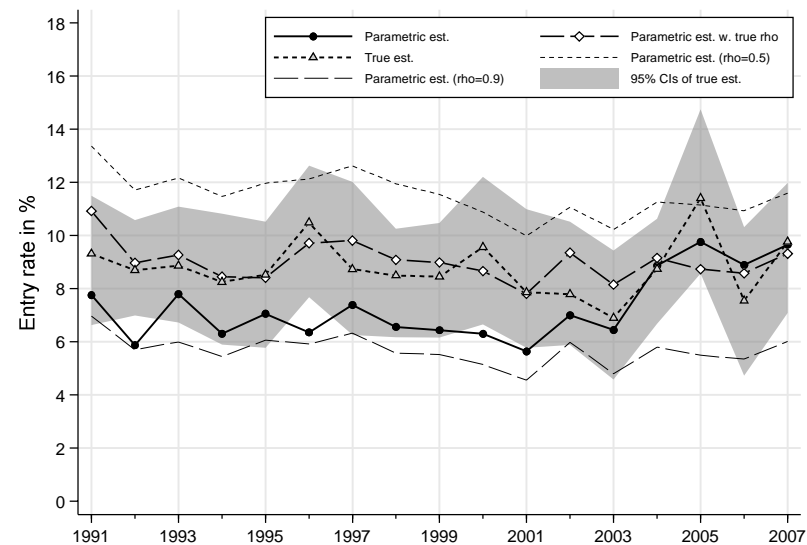 18
16
14
12
10
8
6
4
2
0
Entry rate in %
Parametric est.
True est.
Parametric est. (rho=0.9)
Parametric est. w. true rho
Parametric est. (rho=0.5)
95% CIs of true est.
1991 1993 1995 1997 1999 2001 2003 2005 2007